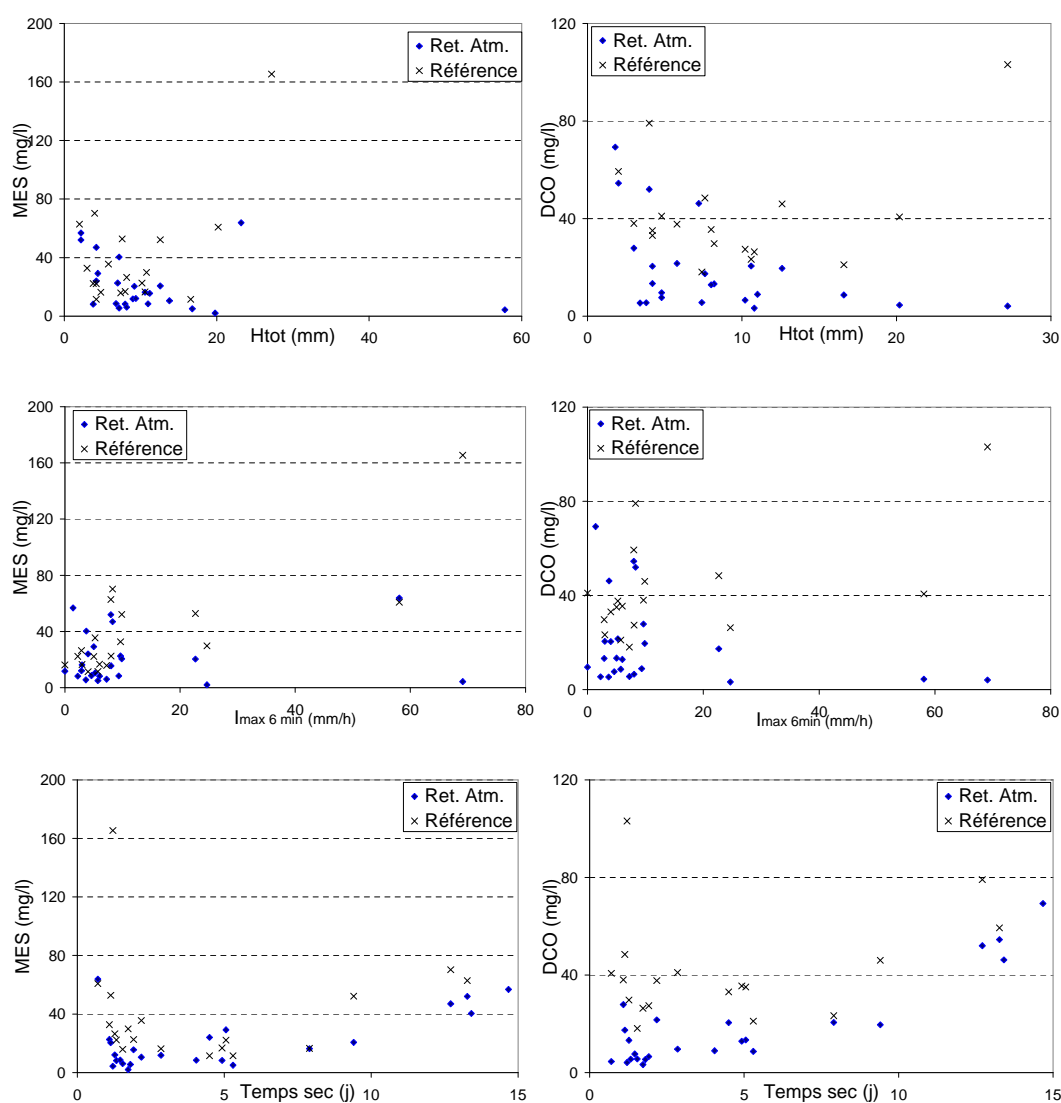 MES (mg/l)
200
160
120
80
40
0
Ret. Atm.
Référence
0 20 40 60
Htot (mm)
DCO (mg/l)
120
80
40
0
Ret. Atm.
Référence
0 10 20 30
Htot (mm)
MES (mg/l)
200
160
120
80
40
0
Ret. Atm.
Référence
0 20 40 60 80
Imax 6 min (mm/h)
DCO (mg/l)
120
80
40
0
Ret. Atm.
Référence
0 20 40 60 80
Imax 6min (mm/h)
MES (mg/l)
200
160
120
80
40
0
Ret. Atm.
Référence
0 5 10 15
Temps sec (j)
DCO (mg/l)
120
80
40
0
Ret. Atm.
Référence
0 5 10 15
Temps sec (j)